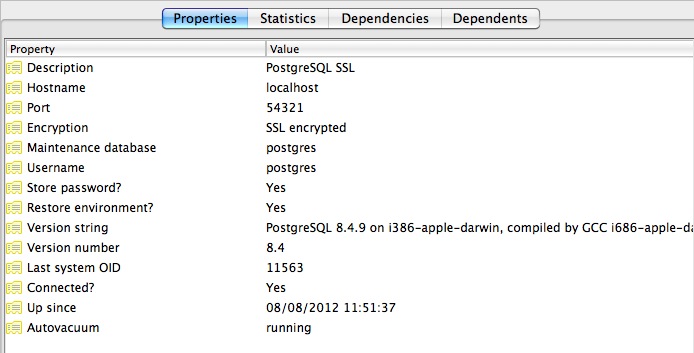 Properties Statistics Dependencies Dependents
Property Value
Description PostgreSQL SSL
Hostname localhost
Port 54321
Encryption SSL encrypted
Maintenance database postgres
Username postgres
Store password? Yes
Restore environment? Yes
Version string PostgreSQL 8.4.9 on i386-apple-darwin, compiled by GCC i686-apple-da
Version number 8.4
Last system OID 11563
Connected? Yes
Up since 08/08/2012 11:51:37
Autovacuum running